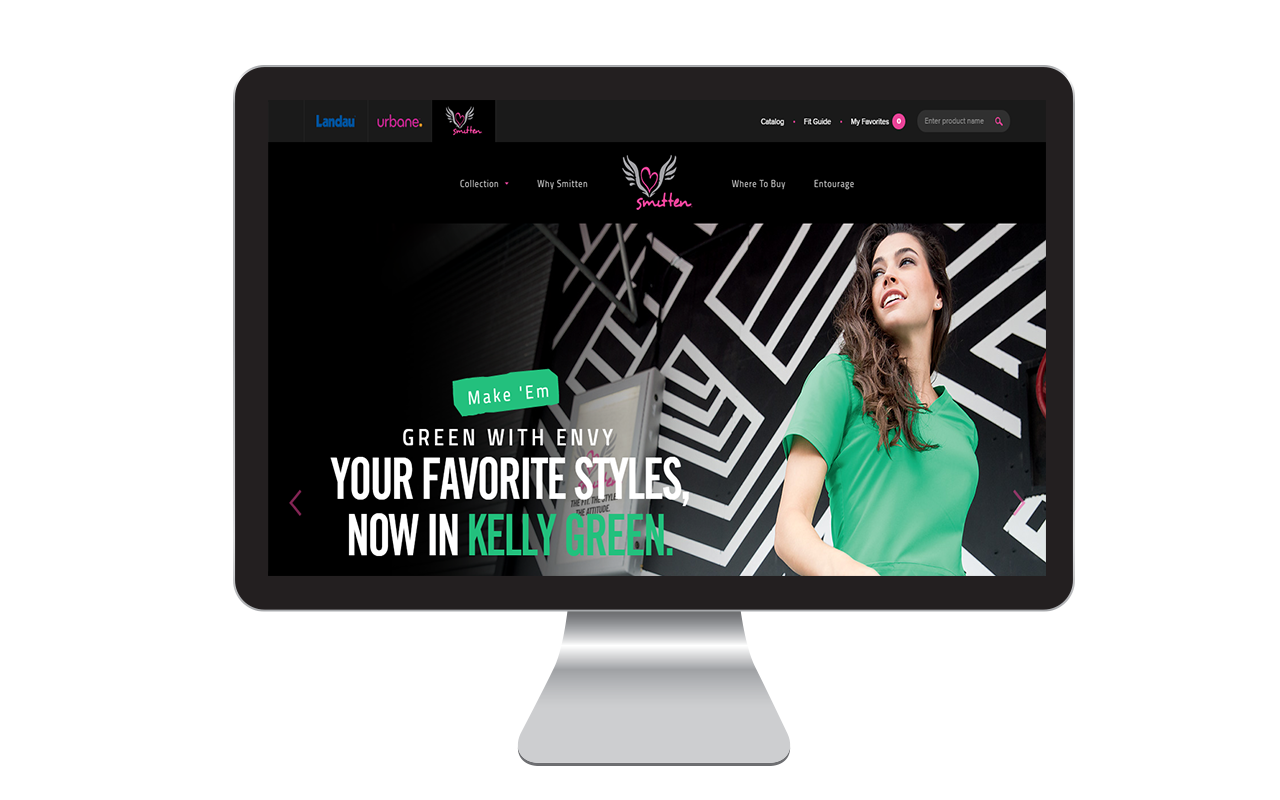 Landau
urbane.
smitten
Catalog
Fit Guide
My Favorites 0
Enter product name
Collection
Why Smitten
smitten
Where To Buy
Entourage
Make 'Em
GREEN WITH ENVY
YOUR FAVORITE STYLES,
NOW IN KELLY GREEN.
THE FIT. THE STYLE.
THE ATTITUDE.